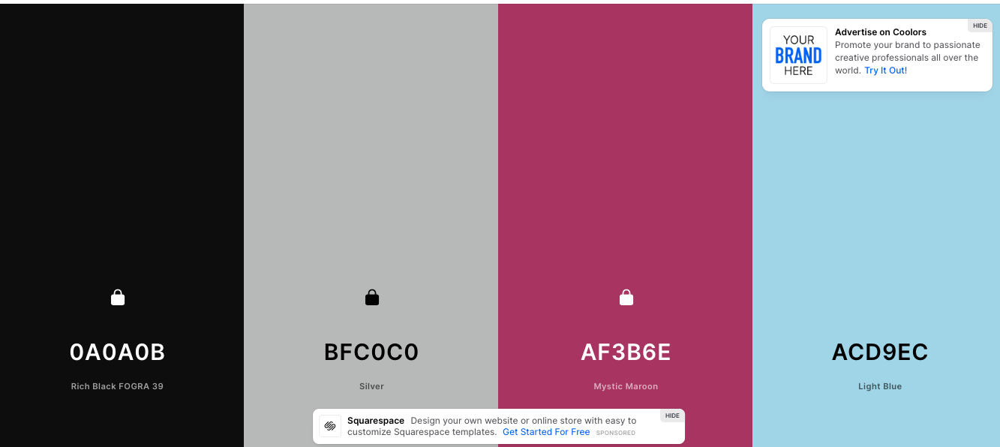 HIDE
YOUR
BRAND
HERE
Advertise on Coolors
Promote your brand to passionate
creative professionals all over the
world. Try It Out!
0A0A0B
BFC0C0
AF3B6E
ACD9EC
Rich Black FOGRA 39
Silver
Mystic Maroon
Light Blue
HIDE
Squarespace Design your own website or online store with easy to
customize Squarespace templates. Get Started For Free SPONSORED